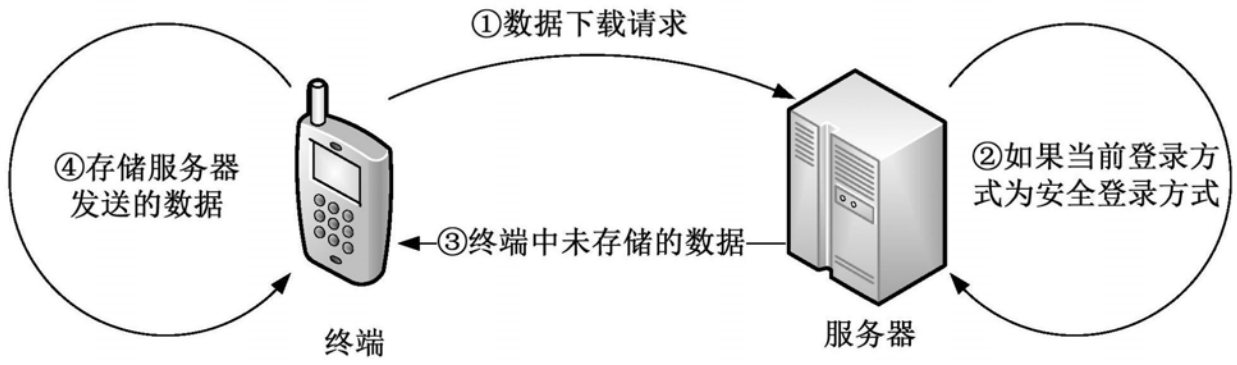 ①数据下载请求
②如果当前登录方
式为安全登录方式
③终端中未存储的数据
④存储服务器
发送的数据
终端
服务器